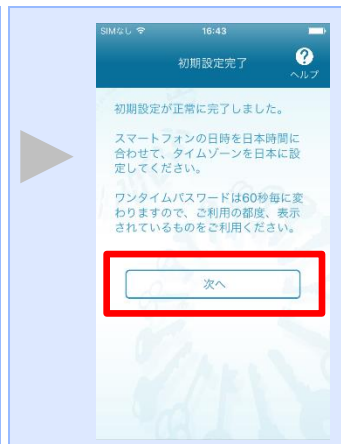 SIMなし 16:43
初期設定完了
?
ヘルプ
初期設定が正常に完了しました。
スマートフォンの日時を日本時間に
合わせて、タイムゾーンを日本に設
定してください。
ワンタイムパスワードは60秒毎に変
わりますので、ご利用の都度、表示
されているものをご利用ください。
次へ